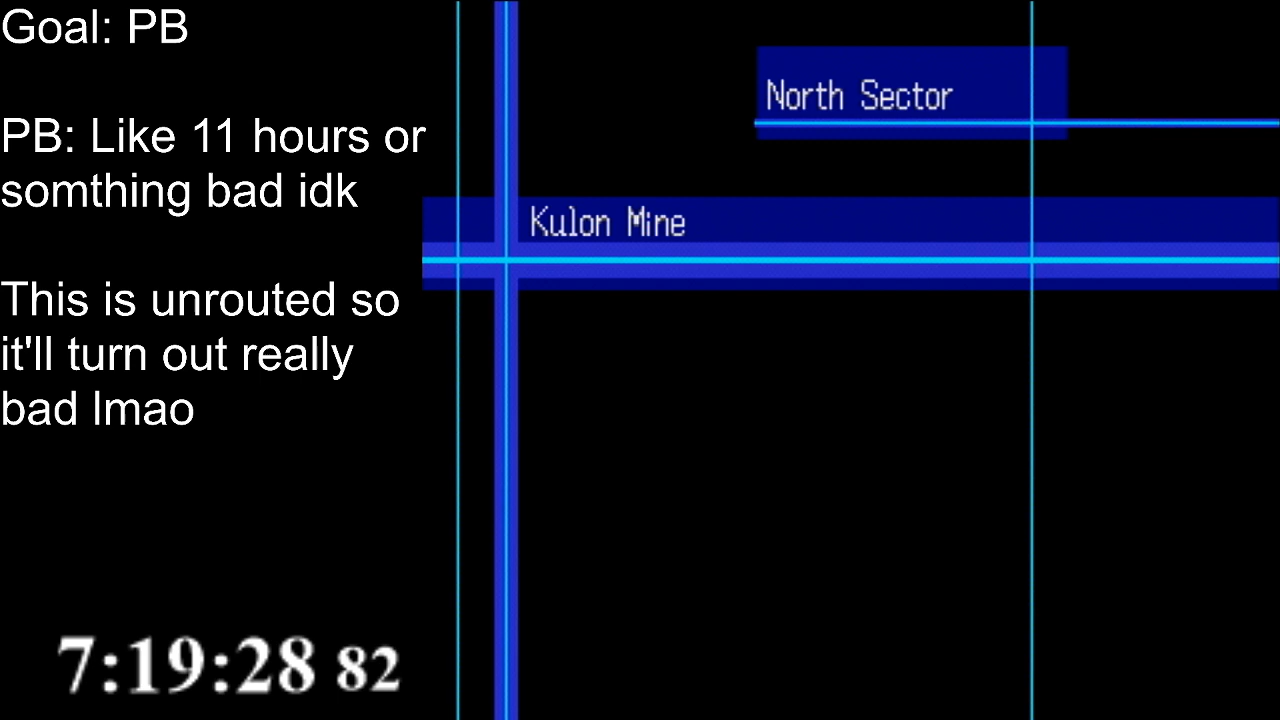 Goal: PB
PB: Like 11 hours or
somthing bad idk
This is unrouted so
it'll turn out really
bad lmao
North Sector
Kulon Mine
7:19:28 82